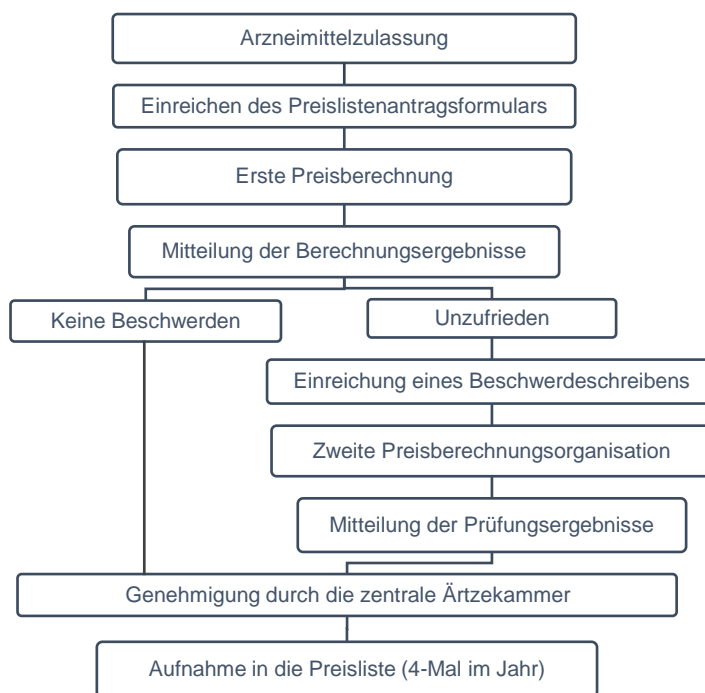 Arzneimittelzulassung
Einreichen des Preislistenantragsformulars
Erste Preisberechnung
Mitteilung der Berechnungsergebnisse
Keine Beschwerden
Unzufrieden
Einreichung eines Beschwerdeschreibens
Zweite Preisberechnungsorganisation
Mitteilung der Prüfungsergebnisse
Genehmigung durch die zentrale Ärtzekammer
Aufnahme in die Preisliste (4-Mal im Jahr)